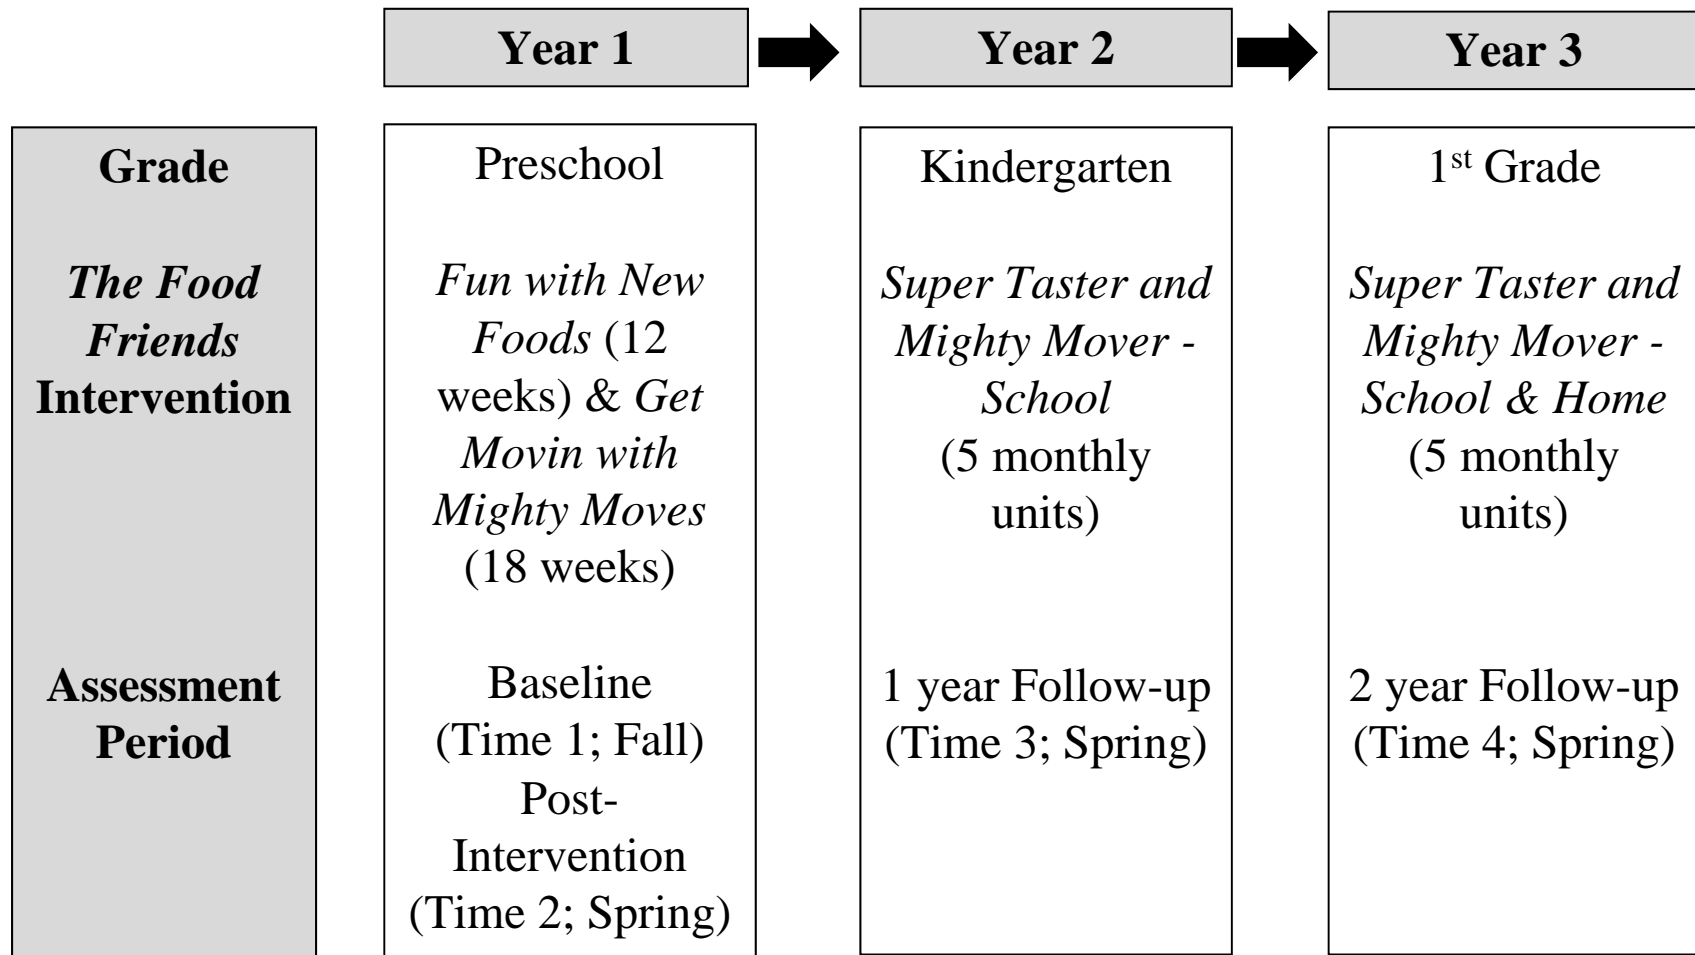 Year 1
Year 2
Year 3
Grade
The Food
Friends
Intervention
Assessment
Period
Preschool
Fun with New
Foods (12
weeks) & Get
Movin with
Mighty Moves
(18 weeks)
Baseline
(Time 1; Fall)
Post-
Intervention
(Time 2; Spring)
Kindergarten
Super Taster and
Mighty Mover -
School
(5 monthly
units)
1 year Follow-up
(Time 3; Spring)
1st Grade
Super Taster and
Mighty Mover -
School & Home
(5 monthly
units)
2 year Follow-up
(Time 4; Spring)